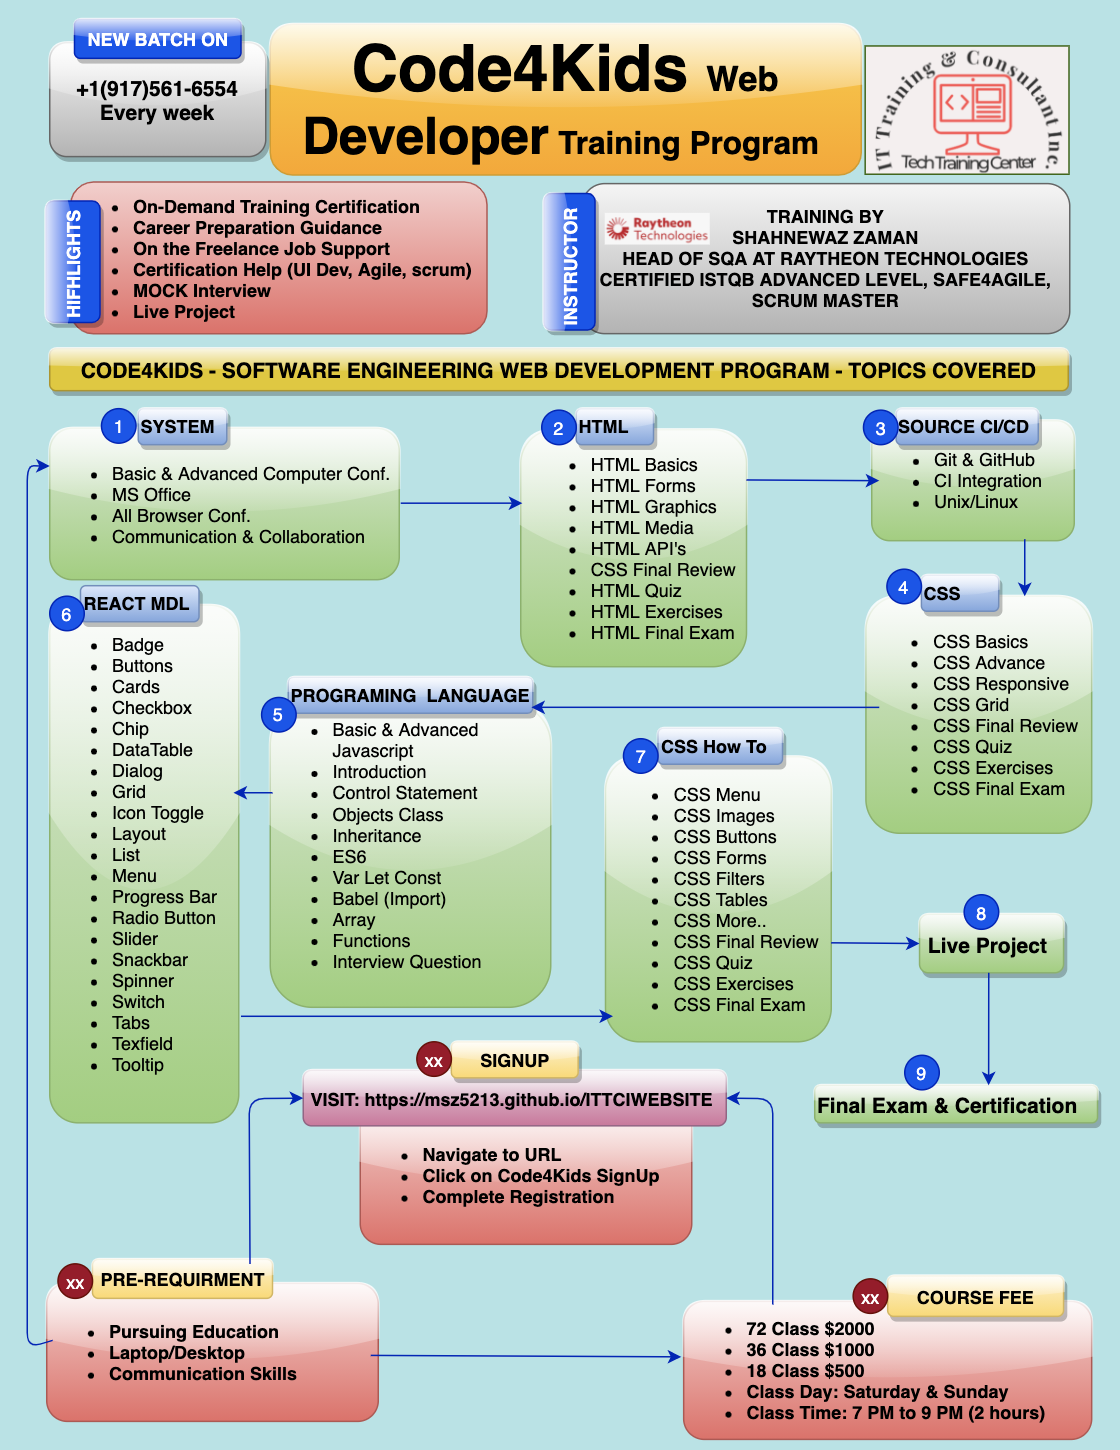 NEW BATCH ON
+1(917)561-6554
Every week
Code4Kids Web
Developer Training Program
IT Training & Consultant Inc.
Tech Training Center
HIFHLIGHTS
On-Demand Training Certification
Career Preparation Guidance
On the Freelance Job Support
Certification Help (UI Dev, Agile, scrum)
MOCK Interview
Live Project
INSTRUCTOR
Raytheon
Technologies
TRAINING BY
SHAHNEWAZ ZAMAN
HEAD OF SQA AT RAYTHEON TECHNOLOGIES
CERTIFIED ISTQB ADVANCED LEVEL, SAFE4AGILE,
SCRUM MASTER
CODE4KIDS - SOFTWARE ENGINEERING WEB DEVELOPMENT PROGRAM - TOPICS COVERED
1 SYSTEM
Basic & Advanced Computer Conf.
MS Office
All Browser Conf.
Communication & Collaboration
2 HTML
HTML Basics
HTML Forms
HTML Graphics
HTML Media
HTML API's
CSS Final Review
HTML Quiz
HTML Exercises
HTML Final Exam
3 SOURCE CI/CD
Git & GitHub
CI Integration
Unix/Linux
4 CSS
CSS Basics
CSS Advance
CSS Responsive
CSS Grid
CSS Final Review
CSS Quiz
CSS Exercises
CSS Final Exam
5 PROGRAMING LANGUAGE
Basic & Advanced
Javascript
Introduction
Control Statement
Objects Class
Inheritance
ES6
Var Let Const
Babel (Import)
Array
Functions
Interview Question
6 REACT MDL
Badge
Buttons
Cards
Checkbox
Chip
DataTable
Dialog
Grid
Icon Toggle
Layout
List
Menu
Progress Bar
Radio Button
Slider
Snackbar
Spinner
Switch
Tabs
Texfield
Tooltip
7 CSS How To
CSS Menu
CSS Images
CSS Buttons
CSS Forms
CSS Filters
CSS Tables
CSS More..
CSS Final Review
CSS Quiz
CSS Exercises
CSS Final Exam
8
Live Project
9
Final Exam & Certification
xx SIGNUP
VISIT: https://msz5213.github.io/ITTCIWEBSITE
Navigate to URL
Click on Code4Kids SignUp
Complete Registration
xx PRE-REQUIRMENT
Pursuing Education
Laptop/Desktop
Communication Skills
xx COURSE FEE
72 Class $2000
36 Class $1000
18 Class $500
Class Day: Saturday & Sunday
Class Time: 7 PM to 9 PM (2 hours)